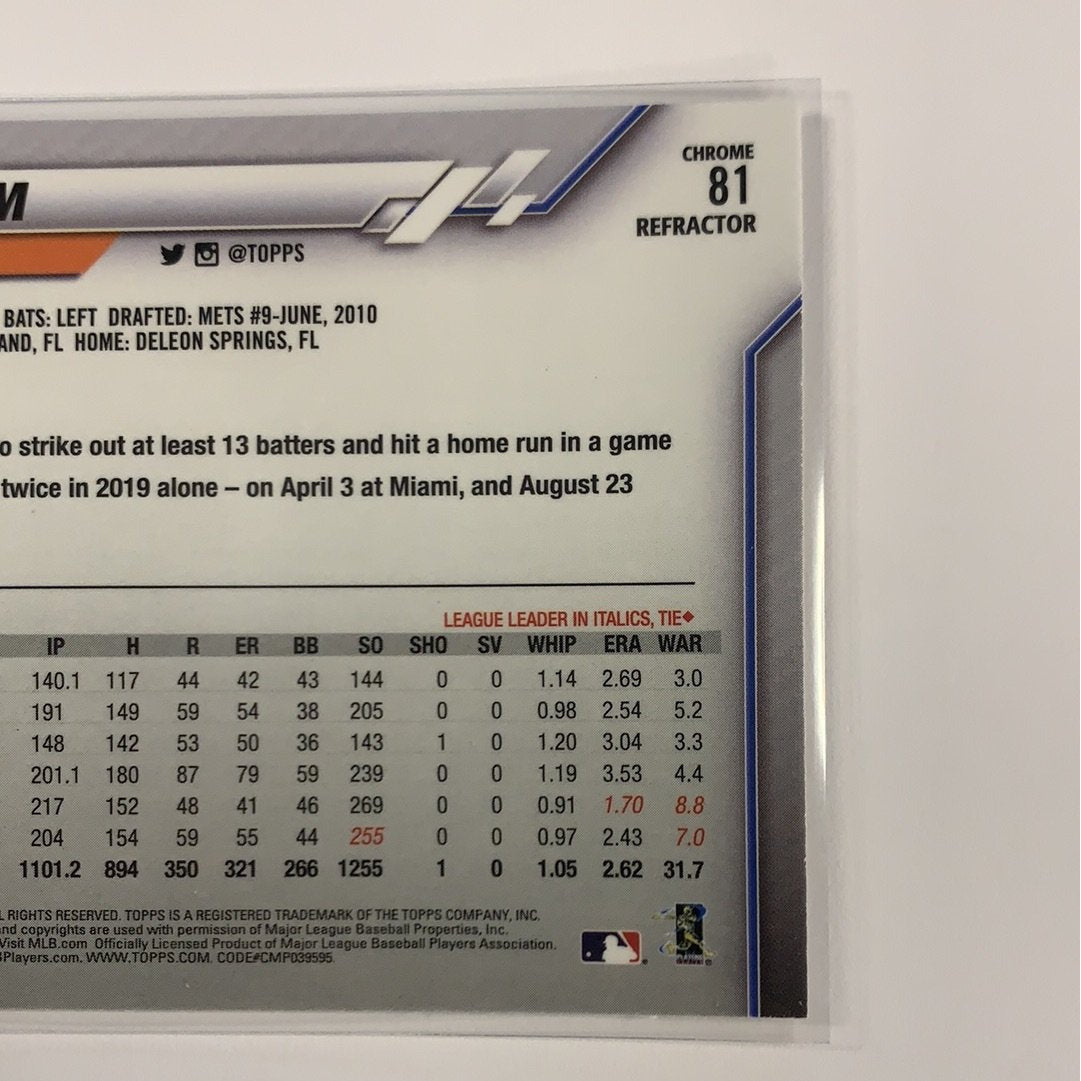 M
CHROME
81
REFRACTOR
@TOPPS
BATS: LEFT DRAFTED: METS #9-JUNE, 2010
AND, FL HOME: DELEON SPRINGS, FL
o strike out at least 13 batters and hit a home run in a game
twice in 2019 alone – on April 3 at Miami, and August 23
LEAGUE LEADER IN ITALICS, TIE◆
IP H R ER BB SO SHO SV WHIP ERA WAR
140.1 117 44 42 43 144 0 0 1.14 2.69 3.0
191 149 59 54 38 205 0 0 0.98 2.54 5.2
148 142 53 50 36 143 1 0 1.20 3.04 3.3
201.1 180 87 79 59 239 0 0 1.19 3.53 4.4
217 152 48 41 46 269 0 0 0.91 1.70 8.8
204 154 59 55 44 255 0 0 0.97 2.43 7.0
1101.2 894 350 321 266 1255 1 0 1.05 2.62 31.7
L RIGHTS RESERVED. TOPPS IS A REGISTERED TRADEMARK OF THE TOPPS COMPANY, INC.
nd copyrights are used with permission of Major League Baseball Properties, Inc.
Visit MLB.com Officially Licensed Product of Major League Baseball Players Association.
Players.com. WWW.TOPPS.COM. CODE#CMP039595